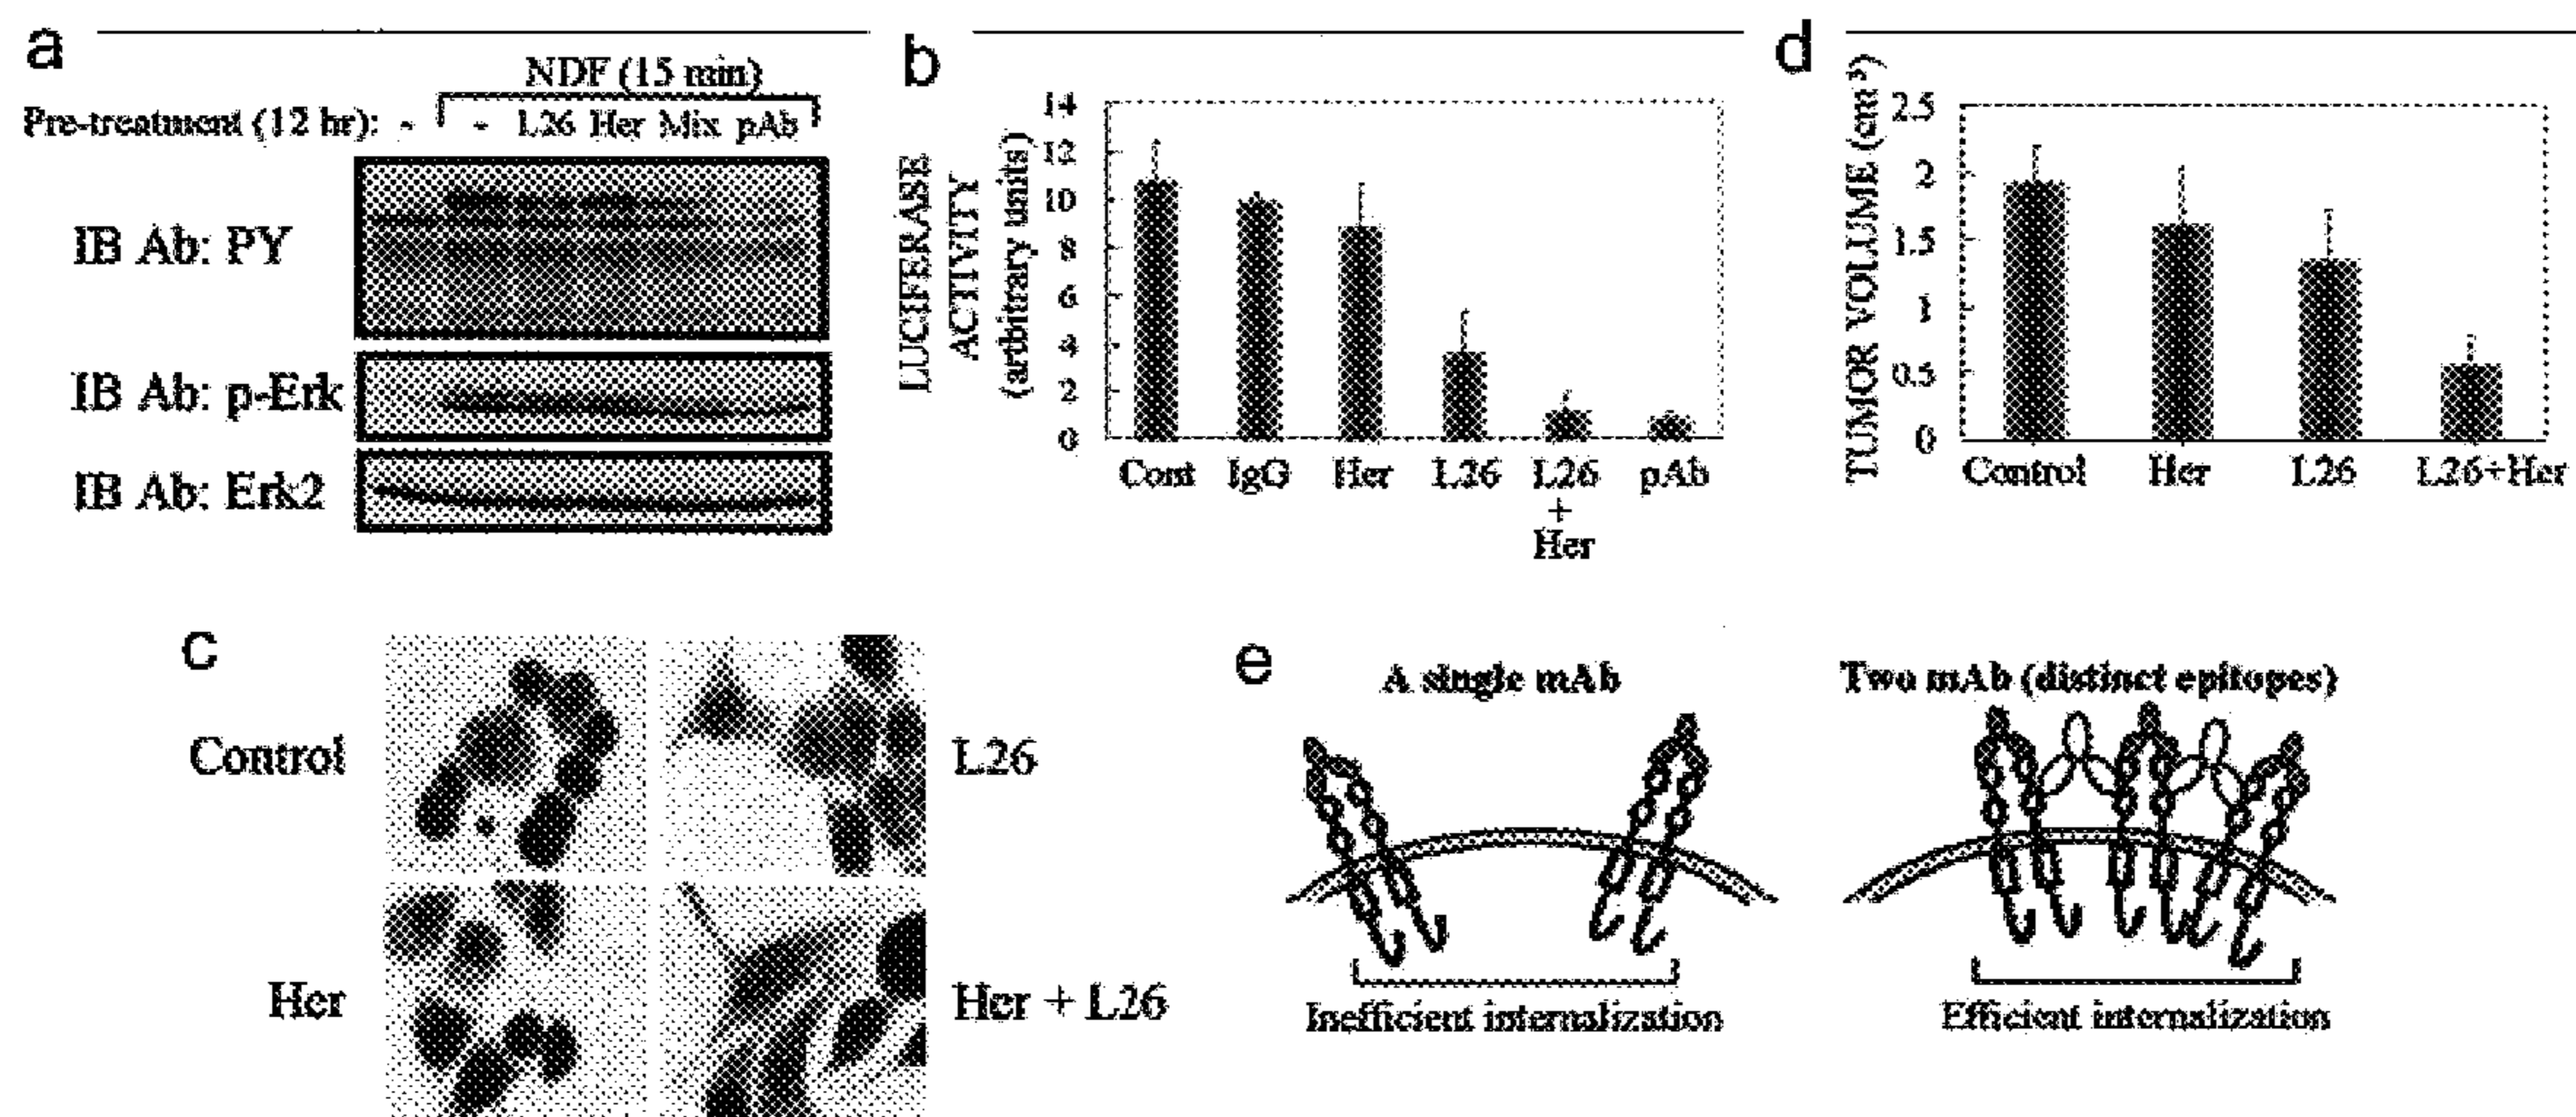 a
NDF (15 min)
Pre-treatment (12 hr): - - L26 Her Mix pAb
IB Ab: PY
IB Ab: p-Erk
IB Ab: Erk2
b
LUCIFERASE
ACTIVITY
(arbitrary units)
14
12
10
8
6
4
2
0
Cont IgG Her L26 L26 pAb
+
Her
d
TUMOR VOLUME (cm³)
2.5
2
1.5
1
0.5
0
Control Her L26 L26+Her
c
Control
L26
Her
Her + L26
e
A single mAb
Two mAb (distinct epitopes)
Inefficient internalization
Efficient internalization